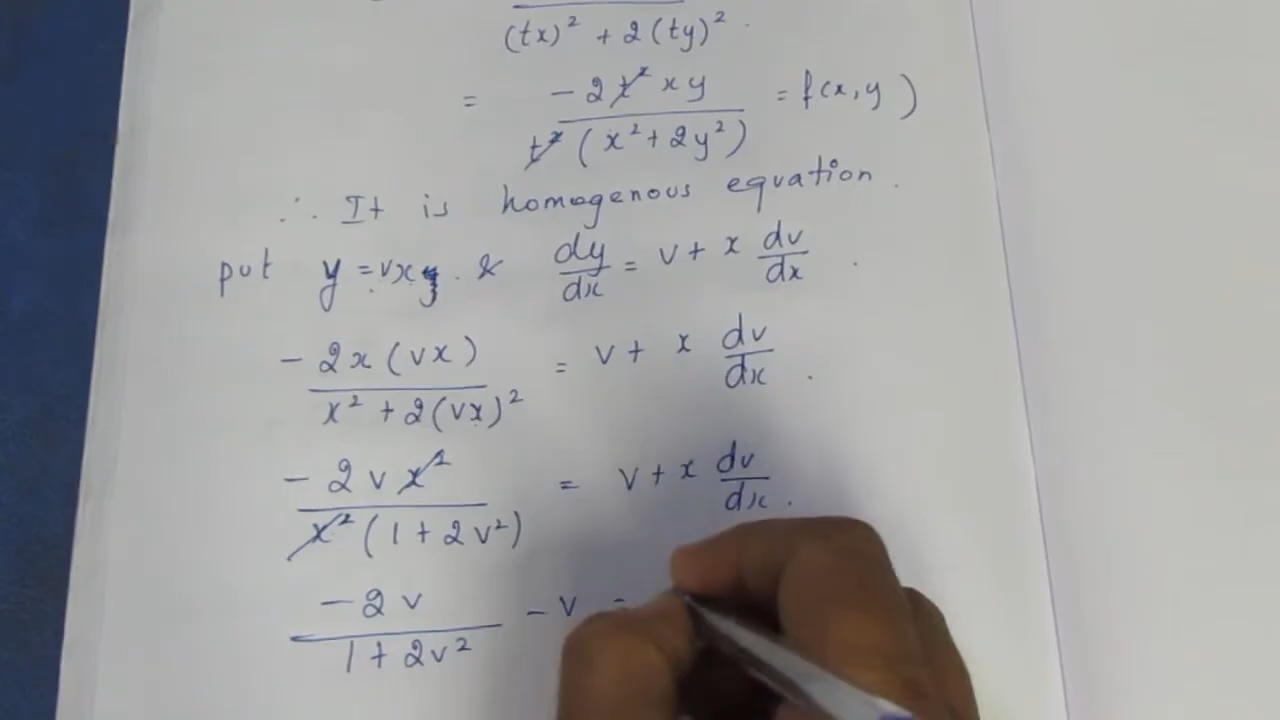 (tx)² + 2(ty)².
= -2t²xy / t²(x²+2y²) = f(x,y)
∴ It is homogenous equation.
put y = vx & dy/dx = v + x dv/dx.
-2x(vx) / x² + 2(vx)² = v + x dv/dx.
-2vx² / x²(1+2v²) = v + x dv/dx.
-2v / 1+2v² - v =